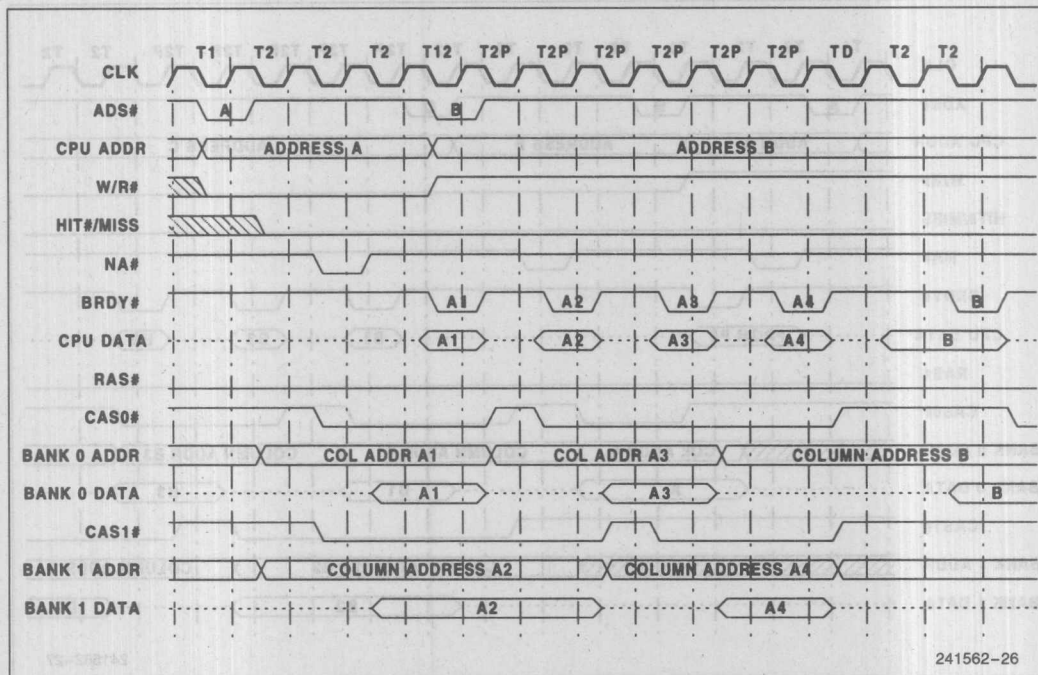 T1 T2 T2 T2 T12 T2P T2P T2P T2P T2P T2P TD T2 T2
CLK
ADS# A B
CPU ADDR ADDRESS A ADDRESS B
W/R#
HIT#/MISS
NA#
BRDY# A1 A2 A3 A4 B
CPU DATA A1 A2 A3 A4 B
RAS#
CAS0#
BANK 0 ADDR COL ADDR A1 COL ADDR A3 COLUMN ADDRESS B
BANK 0 DATA A1 A3 B
CAS1#
BANK 1 ADDR COLUMN ADDRESS A2 COLUMN ADDRESS A4
BANK 1 DATA A2 A4
241562-26